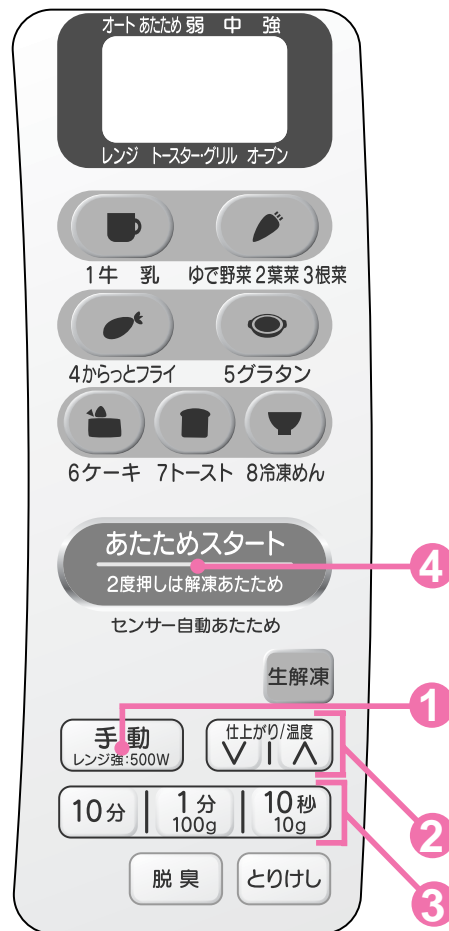 オート あたため 弱 中 強
レンジ トースター・グリル オーブン
1牛 乳 ゆで野菜 2葉菜 3根菜
4からっとフライ 5グラタン
6ケーキ 7トースト 8冷凍めん
あたためスタート
2度押しは解凍あたため
センサー自動あたため
4
生解凍
1
手動
レンジ強:500W
仕上がり/温度
2
10分
1分
100g
10秒
10g
3
脱臭 とりけし